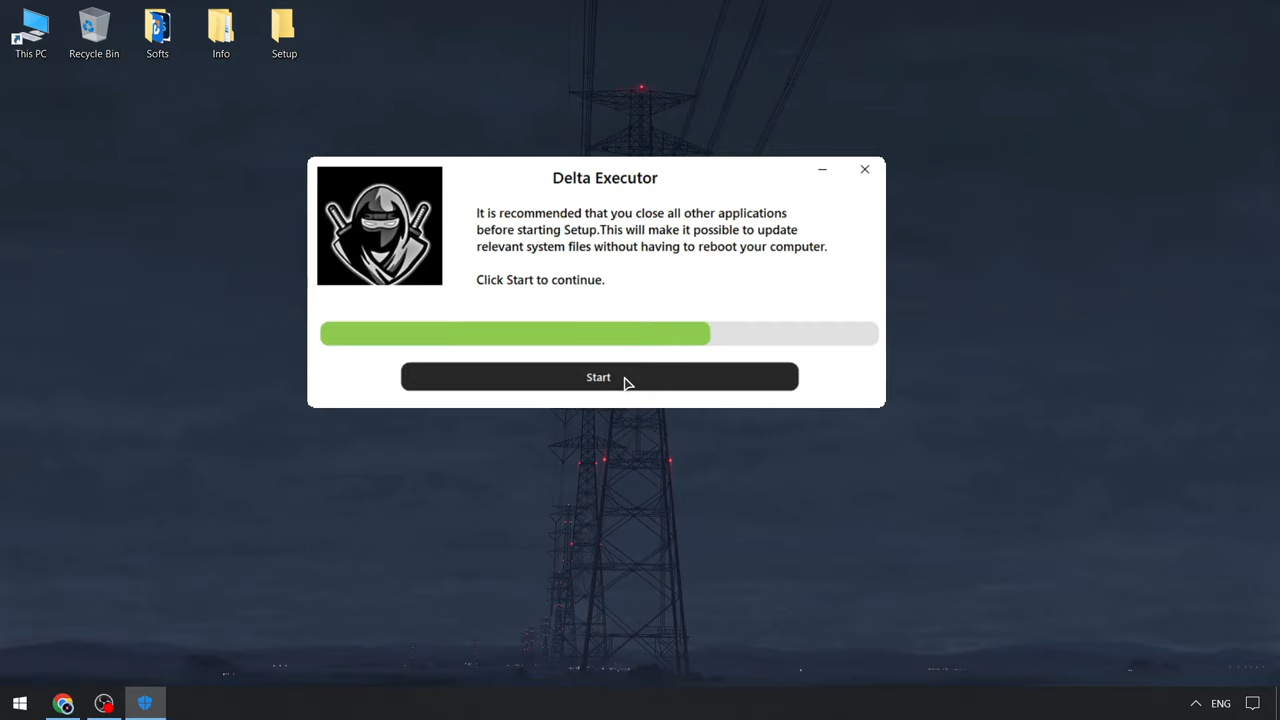 This PC
Recycle Bin
Softs
Info
Setup
Delta Executor
It is recommended that you close all other applications
before starting Setup.This will make it possible to update
relevant system files without having to reboot your computer.
Click Start to continue.
Start
ENG